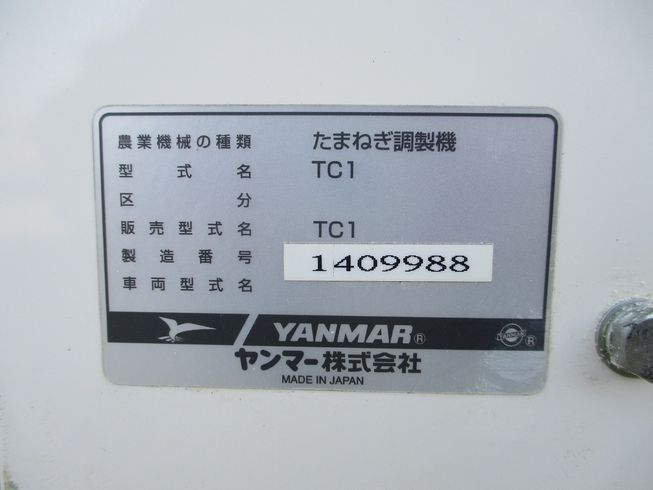 農業機械の種類 たまねぎ調製機
型式名 TC1
区分
販売型式名 TC1
製造番号 1409988
車両型式名
YANMAR® YANMAR ®
ヤンマー株式会社
MADE IN JAPAN